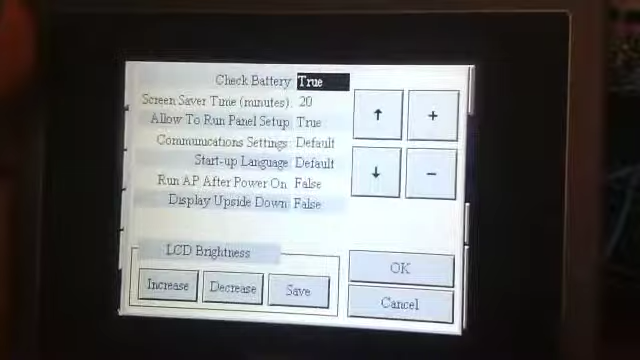 Check Battery True
Screen Saver Time (minutes). 20
Allow To Run Panel Setup True
Communications Settings: Default
Start-up Language Default
Run AP After Power On False
Display Upside Down False
↑ +
↓ −
LCD Brightness
Increase Decrease Save
OK
Cancel